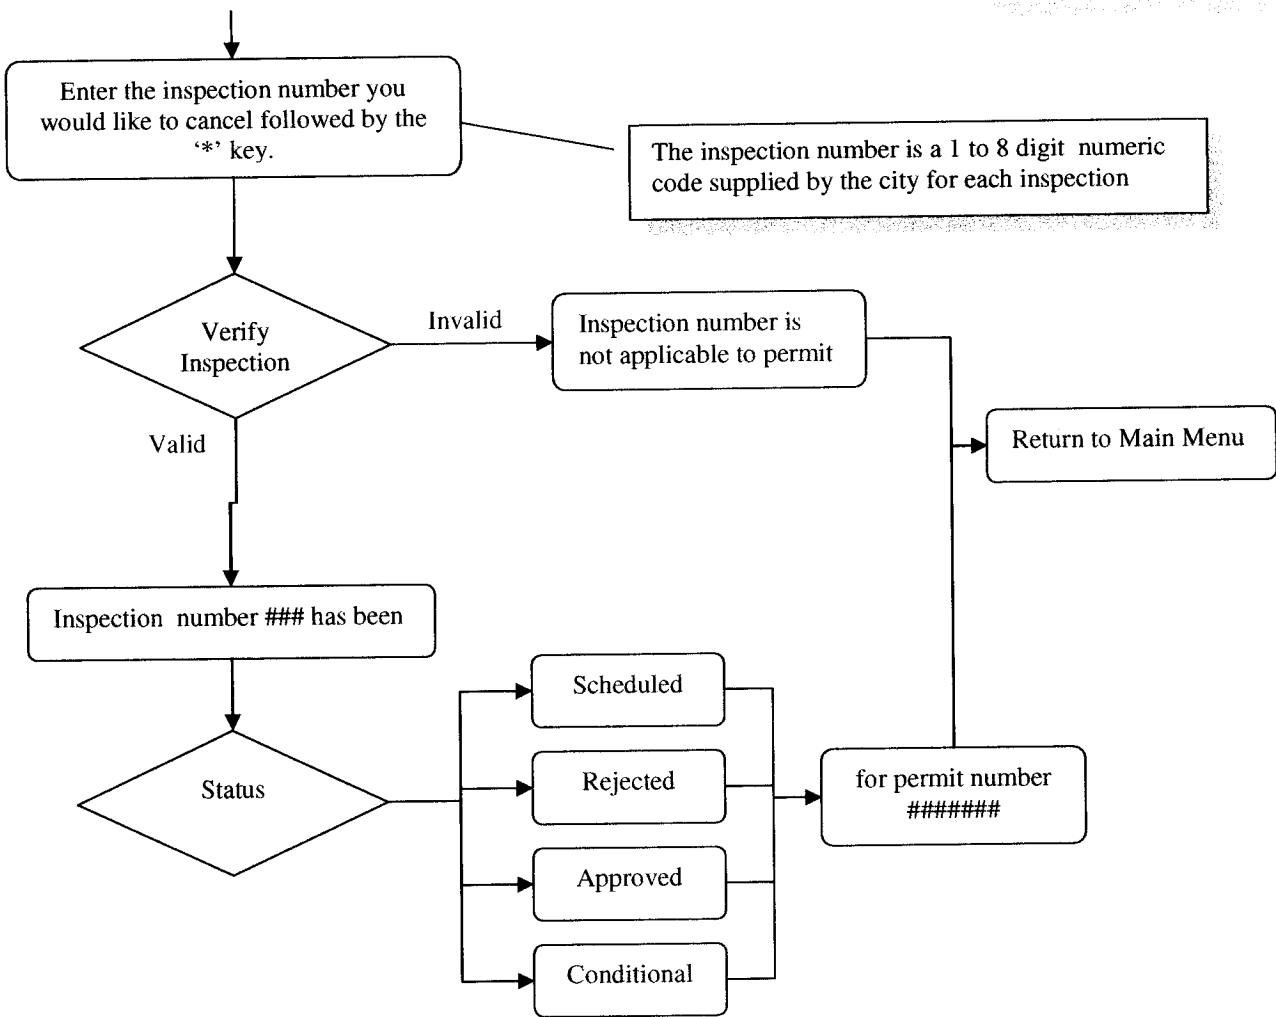 Enter the inspection number you
would like to cancel followed by the
‘*’ key.
The inspection number is a 1 to 8 digit numeric
code supplied by the city for each inspection
Verify
Inspection
Invalid
Inspection number is
not applicable to permit
Valid
Return to Main Menu
Inspection number ### has been
Status
Scheduled
Rejected
Approved
Conditional
for permit number
#######